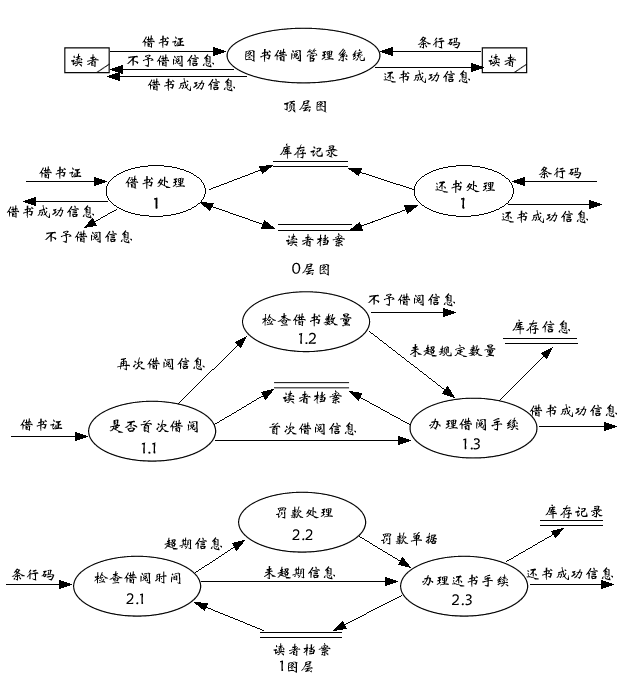 借书证
读者
不予借阅信息
借书成功信息
图书借阅管理系统
条行码
读者
还书成功信息
顶层图
借书证
借书成功信息
不予借阅信息
借书处理
1
库存记录
读者档案
还书处理
1
条行码
还书成功信息
0层图
检查借书数量
1.2
不予借阅信息
库存信息
再次借阅信息
未超规定数量
读者档案
借书证
是否首次借阅
1.1
首次借阅信息
办理借阅手续
1.3
借书成功信息
罚款处理
2.2
超期信息
罚款单据
库存记录
条行码
检查借阅时间
2.1
未超期信息
办理还书手续
2.3
还书成功信息
读者档案
1图层